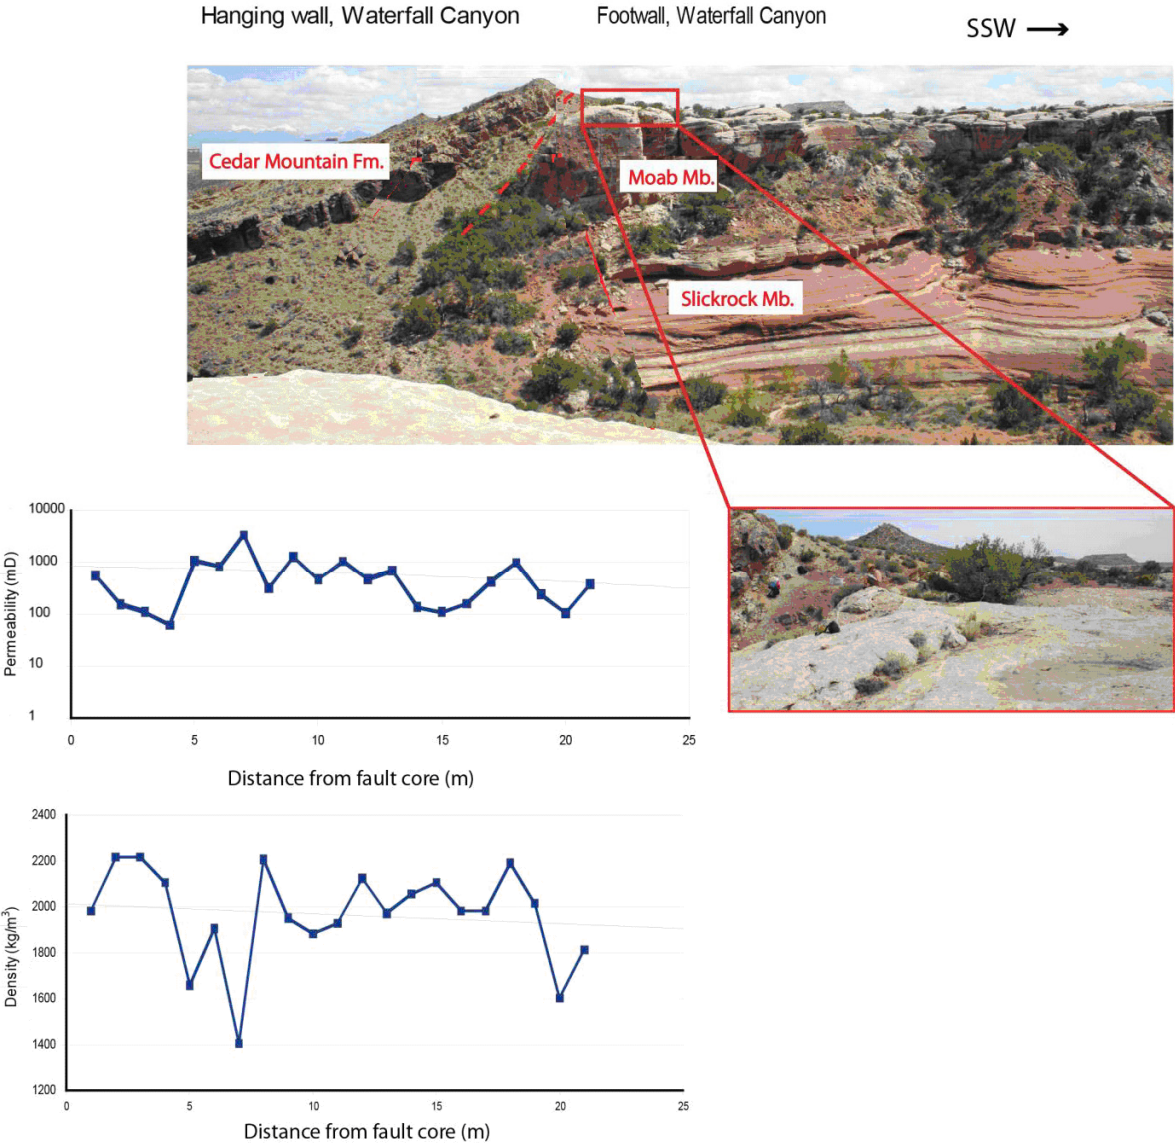 Hanging wall, Waterfall Canyon
Footwall, Waterfall Canyon
SSW
Cedar Mountain Fm.
Moab Mb.
Slickrock Mb.
10000
1000
100
10
1
Permeability (mD)
0 5 10 15 20 25
Distance from fault core (m)
2400
2200
2000
1800
1600
1400
1200
Density (kg/m³)
0 5 10 15 20 25
Distance from fault core (m)